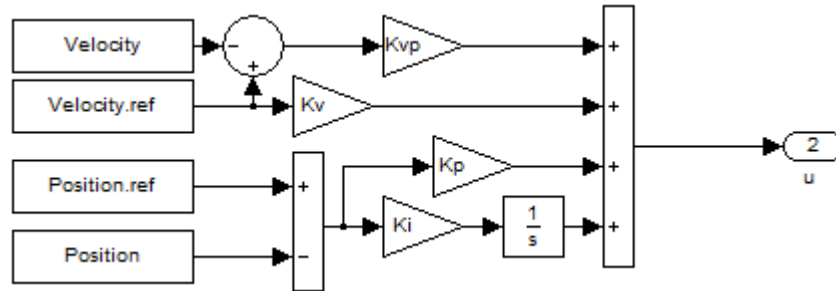 Velocity
−
+
Kvp
+
Velocity.ref
Kv
+
2
u
Position.ref
+
Kp
+
Position
−
Ki
1
s
+